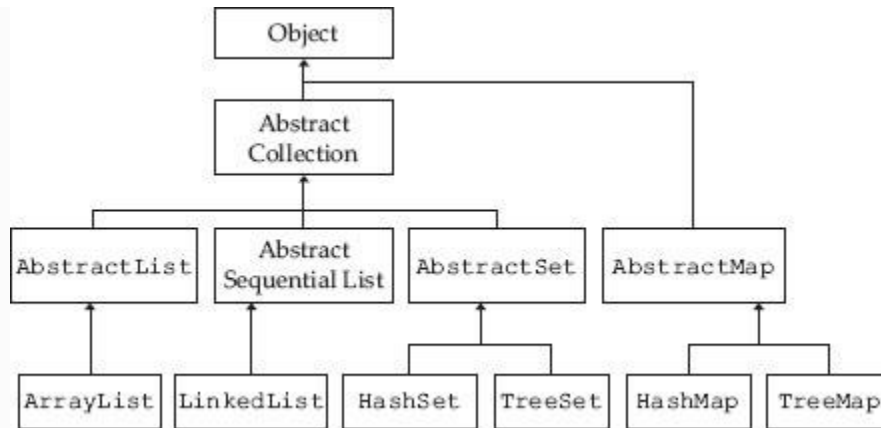 Object
Abstract
Collection
AbstractList
Abstract
Sequential List
AbstractSet
AbstractMap
ArrayList
LinkedList
HashSet
TreeSet
HashMap
TreeMap